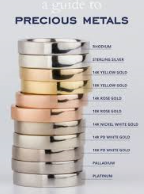 a guide to
PRECIOUS METALS
RHODIUM
STERLING SILVER
14K YELLOW GOLD
18K YELLOW GOLD
14K ROSE GOLD
18K ROSE GOLD
14K NICKEL WHITE GOLD
14K PD WHITE GOLD
18K PD WHITE GOLD
PALLADIUM
PLATINUM